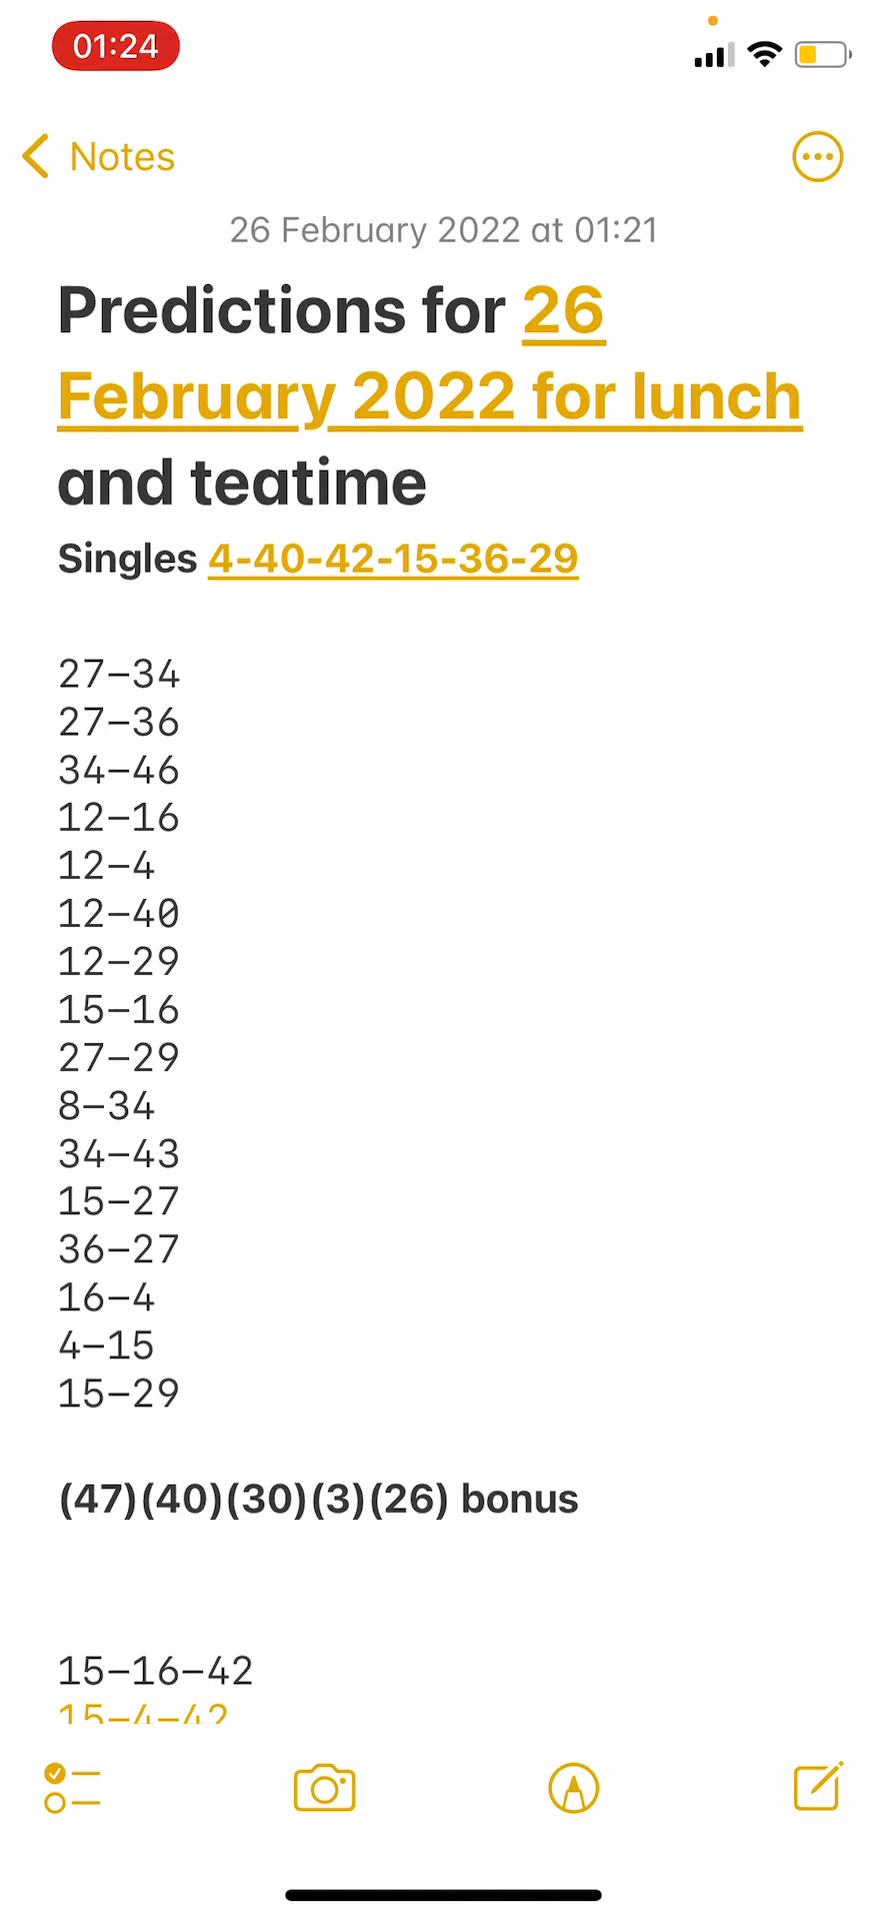 01:24
Notes
26 February 2022 at 01:21
Predictions for 26
February 2022 for lunch
and teatime
Singles 4-40-42-15-36-29
27-34
27-36
34-46
12-16
12-4
12-40
12-29
15-16
27-29
8-34
34-43
15-27
36-27
16-4
4-15
15-29
(47)(40)(30)(3)(26) bonus
15-16-42
15-4-42